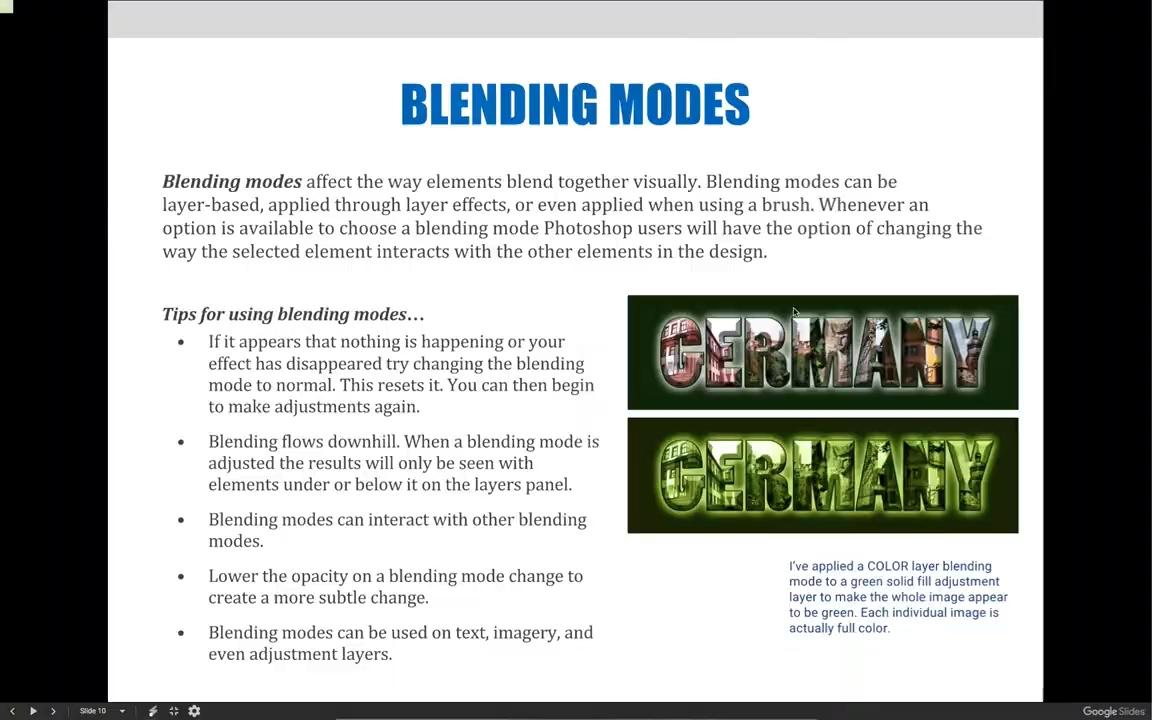 BLENDING MODES
Blending modes affect the way elements blend together visually. Blending modes can be
layer-based, applied through layer effects, or even applied when using a brush. Whenever an
option is available to choose a blending mode Photoshop users will have the option of changing the
way the selected element interacts with the other elements in the design.
Tips for using blending modes…
• If it appears that nothing is happening or your
effect has disappeared try changing the blending
mode to normal. This resets it. You can then begin
to make adjustments again.
• Blending flows downhill. When a blending mode is
adjusted the results will only be seen with
elements under or below it on the layers panel.
• Blending modes can interact with other blending
modes.
• Lower the opacity on a blending mode change to
create a more subtle change.
• Blending modes can be used on text, imagery, and
even adjustment layers.
GERMANY
GERMANY
I've applied a COLOR layer blending
mode to a green solid fill adjustment
layer to make the whole image appear
to be green. Each individual image is
actually full color.
Slide 10
Google Slides